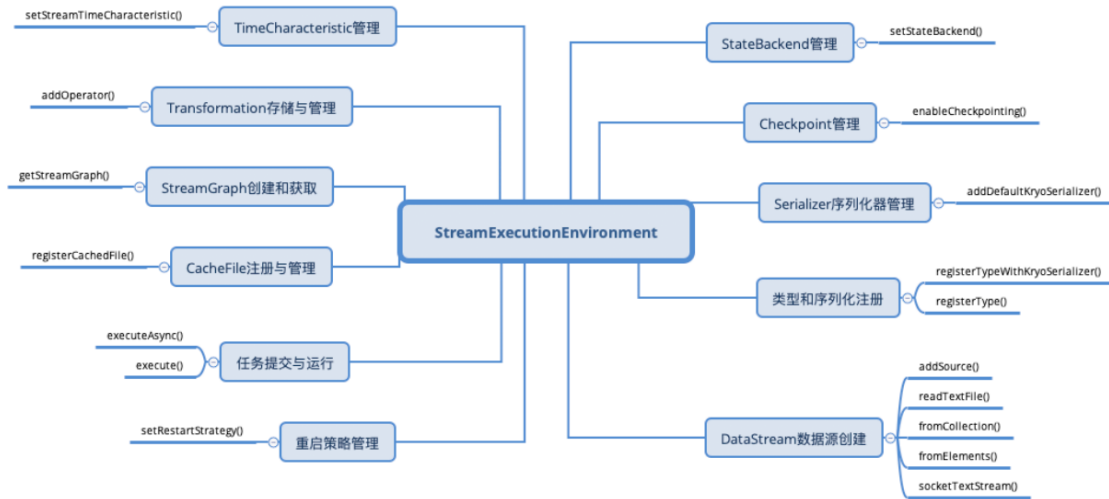 setStreamTimeCharacteristic()
TimeCharacteristic管理
addOperator()
Transformation存储与管理
getStreamGraph()
StreamGraph创建和获取
registerCachedFile()
CacheFile注册与管理
executeAsync()
execute()
任务提交与运行
setRestartStrategy()
重启策略管理
StreamExecutionEnvironment
StateBackend管理
setStateBackend()
Checkpoint管理
enableCheckpointing()
Serializer序列化器管理
addDefaultKryoSerializer()
类型和序列化注册
registerTypeWithKryoSerializer()
registerType()
DataStream数据源创建
addSource()
readTextFile()
fromCollection()
fromElements()
socketTextStream()